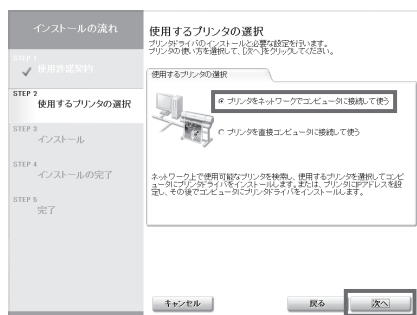 インストールの流れ
STEP 1
使用許諾契約
STEP 2
使用するプリンタの選択
STEP 3
インストール
STEP 4
インストールの完了
STEP 5
完了
使用するプリンタの選択
プリンタドライバのインストールと必要な設定を行います。
プリンタの使い方を選択して、[次へ]をクリックしてください。
使用するプリンタの選択
プリンタをネットワークでコンピュータに接続して使う
プリンタを直接コンピュータに接続して使う
ネットワーク上で使用可能なプリンタを検索し、使用するプリンタを選択してコンピ
ュータにプリンタドライバをインストールします。または、プリンタにIPアドレスを設
定し、その後でコンピュータにプリンタドライバをインストールします。
キャンセル
戻る
次へ